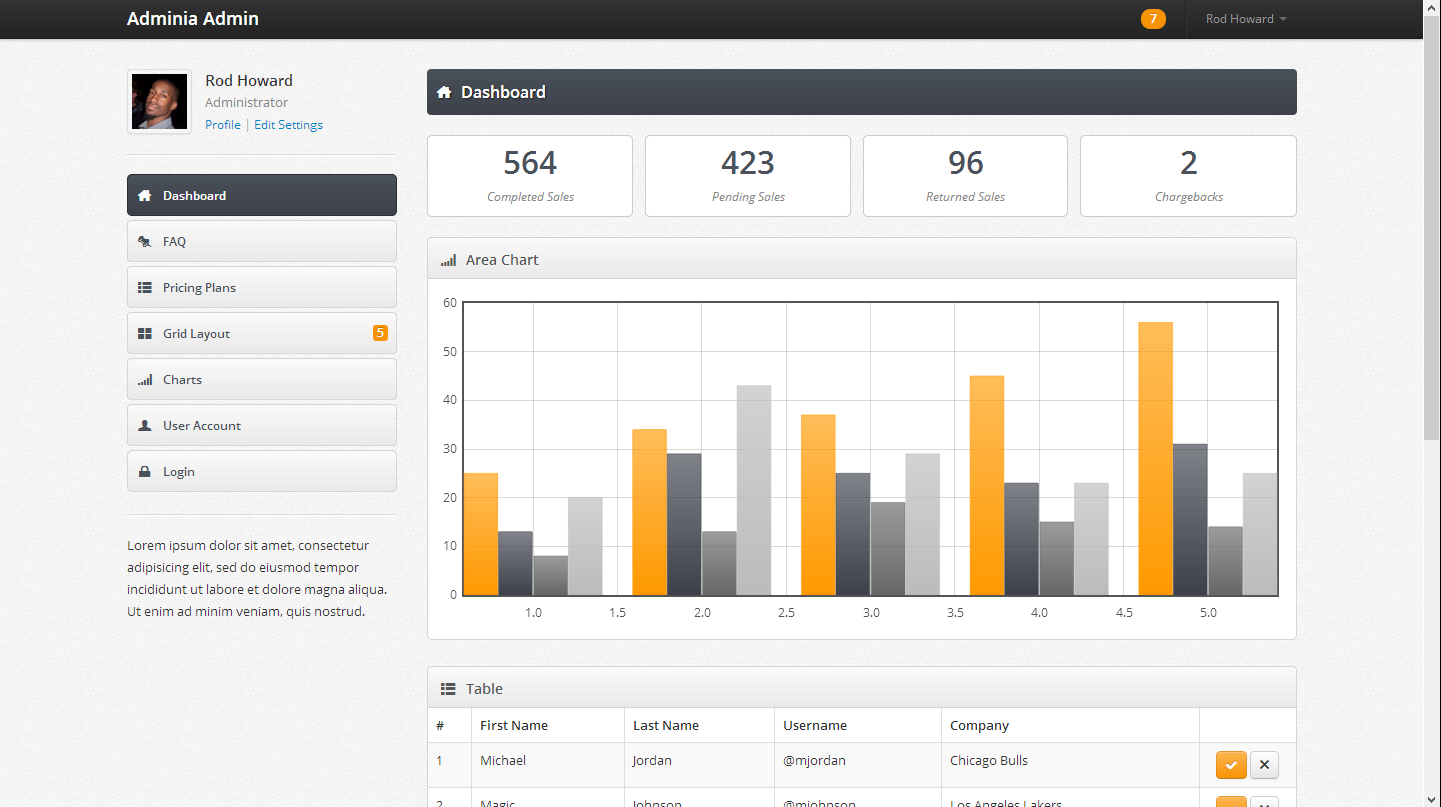 Adminia Admin
7
Rod Howard
Rod Howard
Administrator
Profile | Edit Settings
Dashboard
FAQ
Pricing Plans
Grid Layout
5
Charts
User Account
Login
Lorem ipsum dolor sit amet, consectetur
adipisicing elit, sed do eiusmod tempor
incididunt ut labore et dolore magna aliqua.
Ut enim ad minim veniam, quis nostrud.
Dashboard
564
Completed Sales
423
Pending Sales
96
Returned Sales
2
Chargebacks
Area Chart
60
50
40
30
20
10
0
1.0 1.5 2.0 2.5 3.0 3.5 4.0 4.5 5.0
Table
# First Name Last Name Username Company
1 Michael Jordan @mjordan Chicago Bulls
2 Magic Johnson @mjohnson Los Angeles Lakers